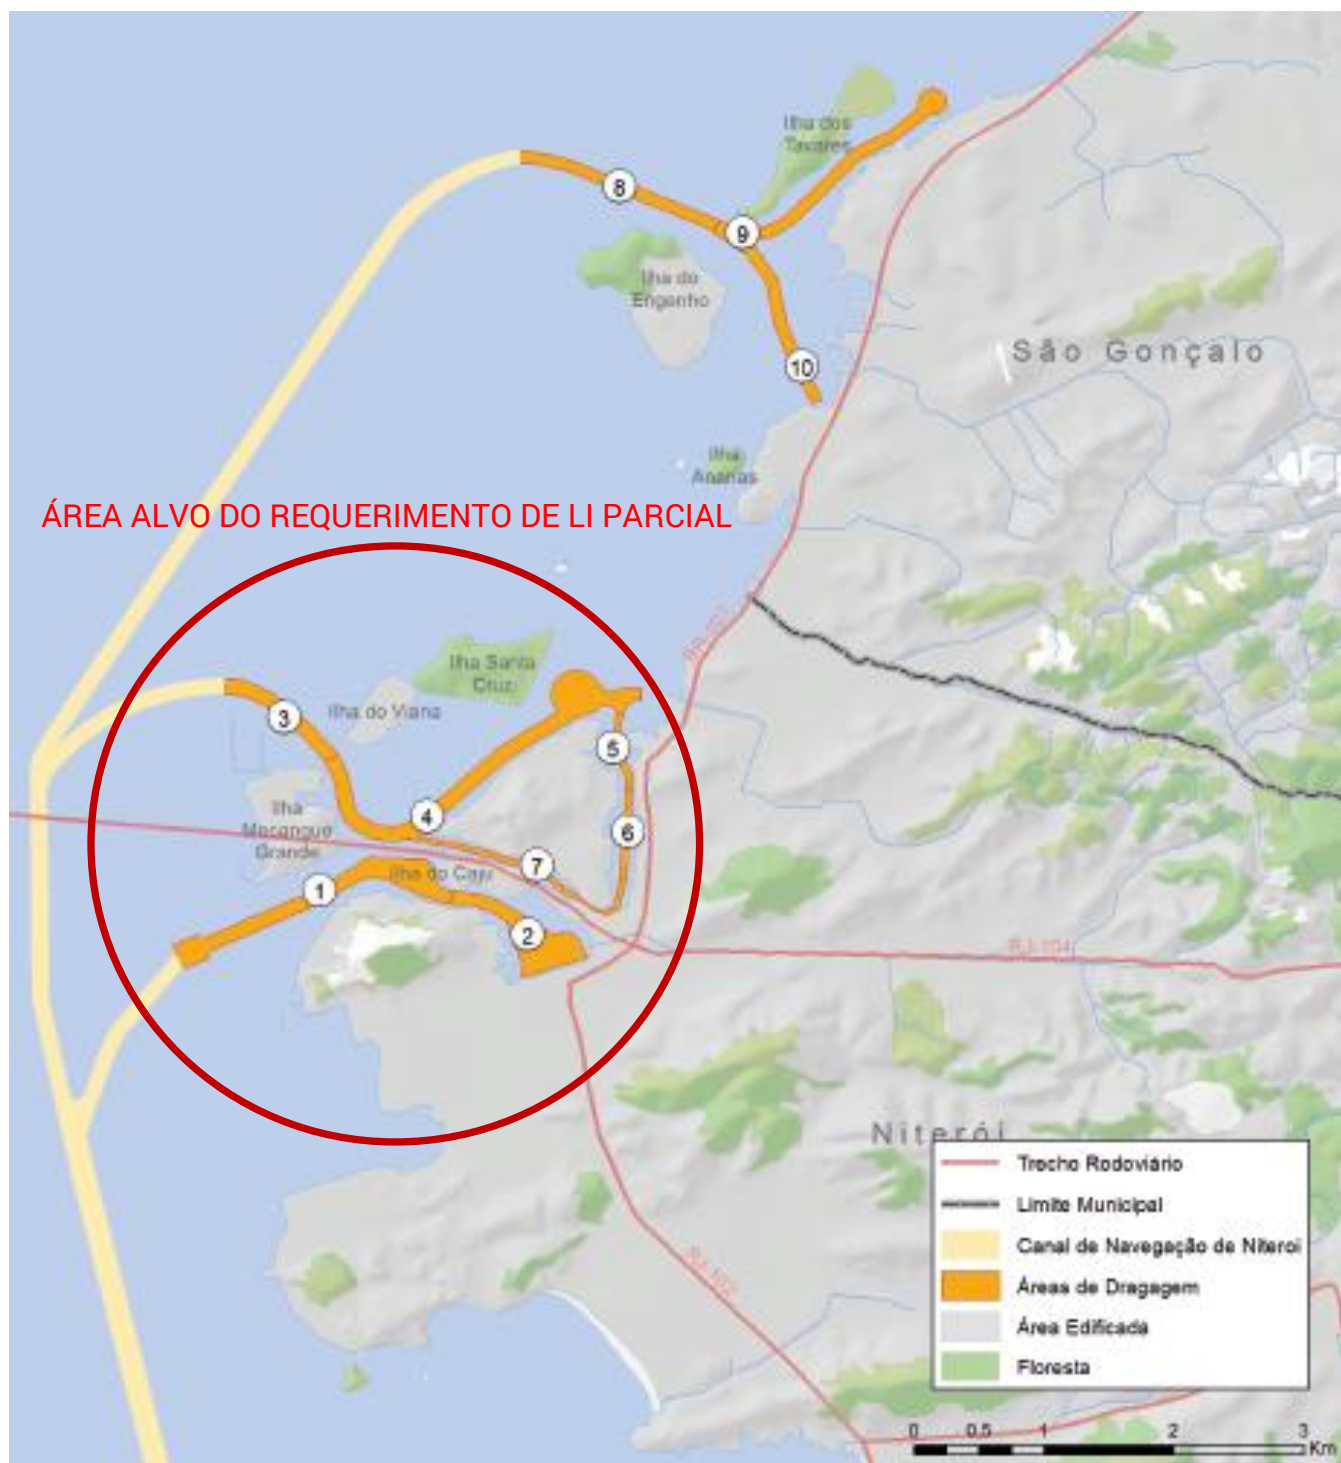 Ilha dos
Tavares
8
9
Ilha do
Engenho
10
São Gonçalo
Ilha
Ananas
ÁREA ALVO DO REQUERIMENTO DE LI PARCIAL
Ilha Santa
Cruz
3
Ilha do Viana
5
4
Ilha
Mocangue
Grande
6
7
Ilha do Caju
1
2
RJ-104
Niterói
Trecho Rodoviário
Limite Municipal
Canal de Navegação de Niteroi
Áreas de Dragagem
Área Edificada
Floresta
0 0.5 1 2 3
Km